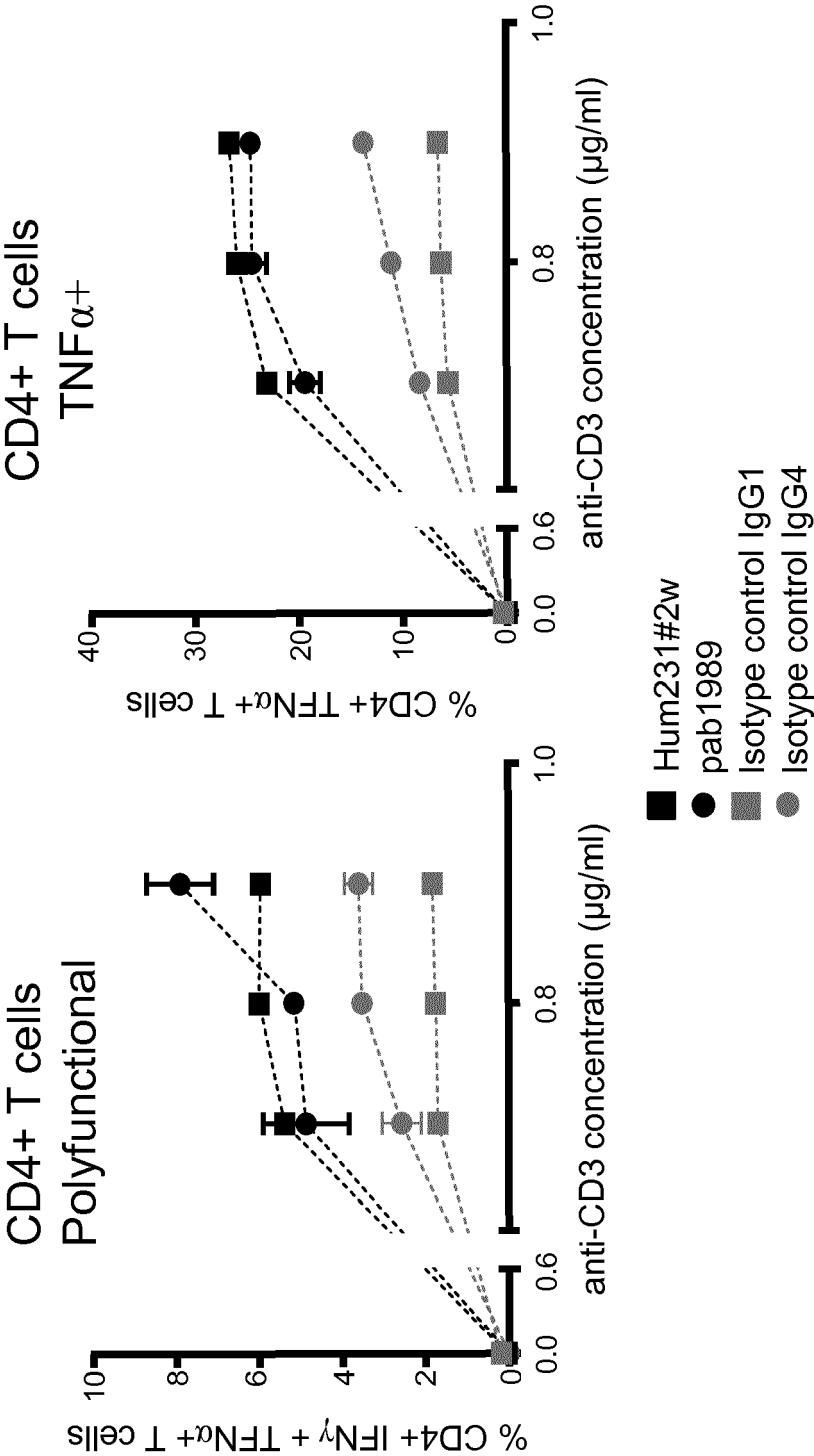 CD4+ T cells
Polyfunctional
% CD4+ IFNγ + TFNα+ T cells
10
8
6
4
2
0
0.0
0.6
0.8
1.0
anti-CD3 concentration (µg/ml)
CD4+ T cells
TNFα+
% CD4+ TFNα+ T cells
40
30
20
10
0
0.0
0.6
0.8
1.0
anti-CD3 concentration (µg/ml)
Hum231#2w
pab1989
Isotype control IgG1
Isotype control IgG4